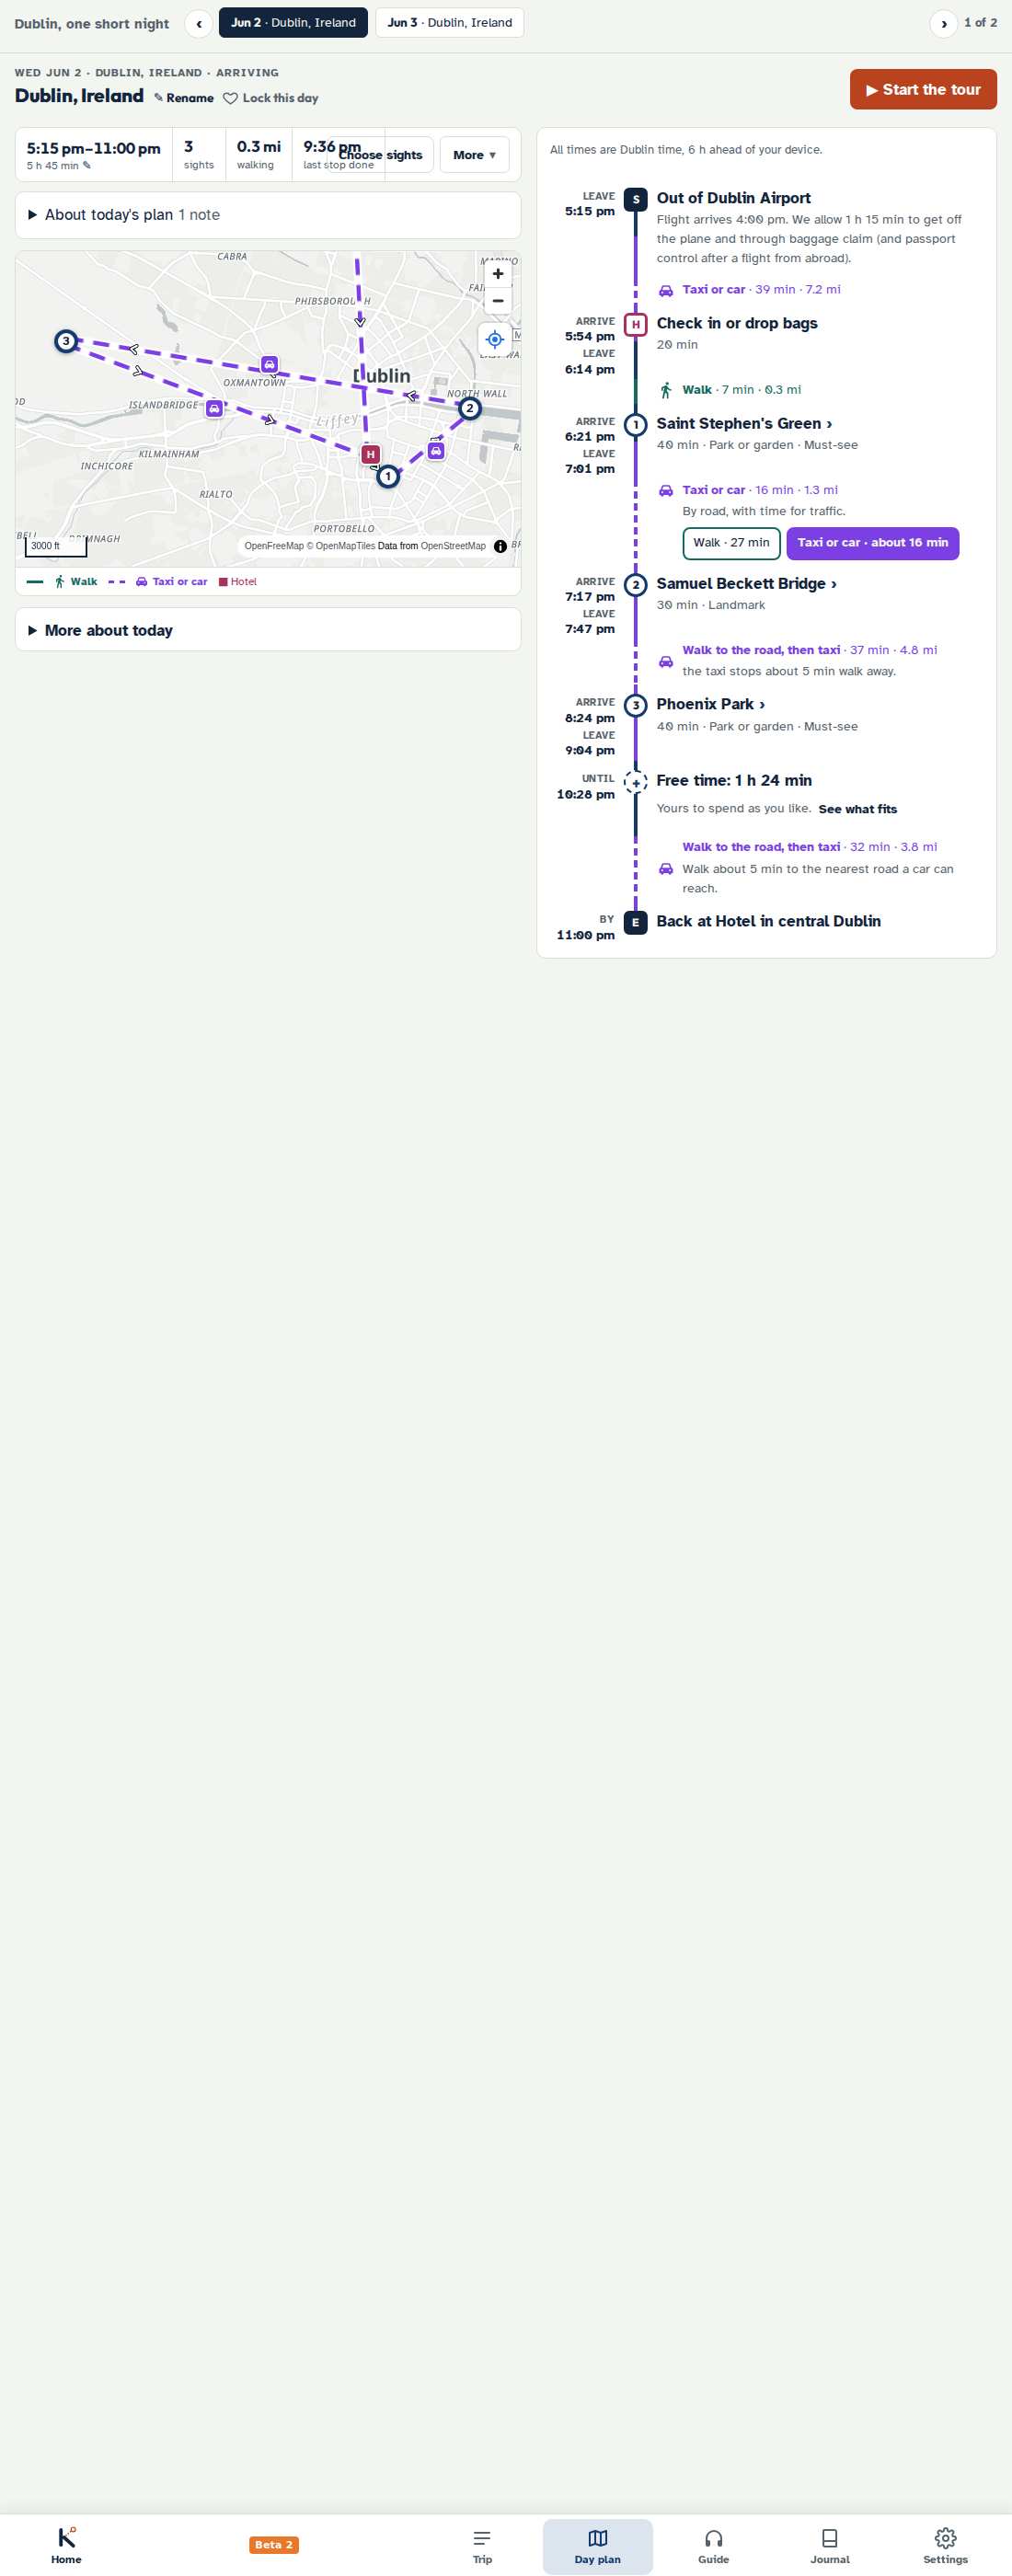 Dublin, one short night
‹
Jun 2 · Dublin, Ireland
Jun 3 · Dublin, Ireland
›
1 of 2
WED JUN 2 · DUBLIN, IRELAND · ARRIVING
Dublin, Ireland ✎ Rename Lock this day
▶ Start the tour
5:15 pm–11:00 pm
5 h 45 min ✎
3
sights
0.3 mi
walking
9:36 pm
last stop done
Choose sights
More ▾
▶ About today's plan 1 note
CABRA
MARINO
PHIBSBOROUGH
OXMANTOWN
Dublin
NORTH WALL
ISLANDBRIDGE
Liffey
KILMAINHAM
INCHICORE
RIALTO
PORTOBELLO
3
2
H
1
+
−
3000 ft
OpenFreeMap © OpenMapTiles Data from OpenStreetMap
Walk Taxi or car Hotel
▶ More about today
All times are Dublin time, 6 h ahead of your device.
LEAVE
5:15 pm
S
Out of Dublin Airport
Flight arrives 4:00 pm. We allow 1 h 15 min to get off
the plane and through baggage claim (and passport
control after a flight from abroad).
Taxi or car · 39 min · 7.2 mi
ARRIVE
5:54 pm
LEAVE
6:14 pm
H
Check in or drop bags
20 min
Walk · 7 min · 0.3 mi
ARRIVE
6:21 pm
LEAVE
7:01 pm
1
Saint Stephen's Green ›
40 min · Park or garden · Must-see
Taxi or car · 16 min · 1.3 mi
By road, with time for traffic.
Walk · 27 min
Taxi or car · about 16 min
ARRIVE
7:17 pm
LEAVE
7:47 pm
2
Samuel Beckett Bridge ›
30 min · Landmark
Walk to the road, then taxi · 37 min · 4.8 mi
the taxi stops about 5 min walk away.
ARRIVE
8:24 pm
LEAVE
9:04 pm
3
Phoenix Park ›
40 min · Park or garden · Must-see
UNTIL
10:28 pm
+
Free time: 1 h 24 min
Yours to spend as you like. See what fits
Walk to the road, then taxi · 32 min · 3.8 mi
Walk about 5 min to the nearest road a car can
reach.
BY
11:00 pm
E
Back at Hotel in central Dublin
Home
Beta 2
Trip
Day plan
Guide
Journal
Settings